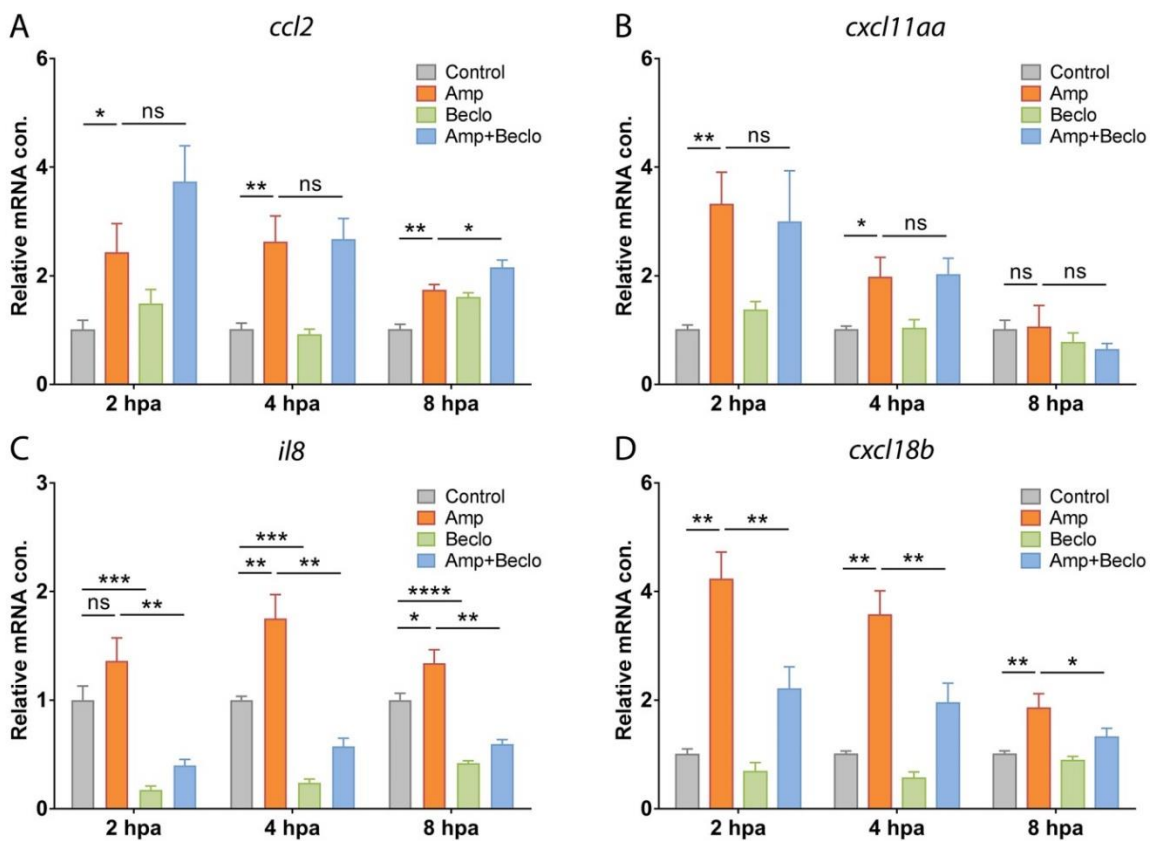 A
ccl2
Relative mRNA con.
6
4
2
0
Control
Amp
Beclo
Amp+Beclo
* ns
** ns
** *
2 hpa 4 hpa 8 hpa
B
cxcl11aa
Relative mRNA con.
6
4
2
0
Control
Amp
Beclo
Amp+Beclo
** ns
* ns
ns ns
2 hpa 4 hpa 8 hpa
C
il8
Relative mRNA con.
3
2
1
0
Control
Amp
Beclo
Amp+Beclo
***
ns **
***
** **
****
* **
2 hpa 4 hpa 8 hpa
D
cxcl18b
Relative mRNA con.
6
4
2
0
Control
Amp
Beclo
Amp+Beclo
** **
** **
** *
2 hpa 4 hpa 8 hpa